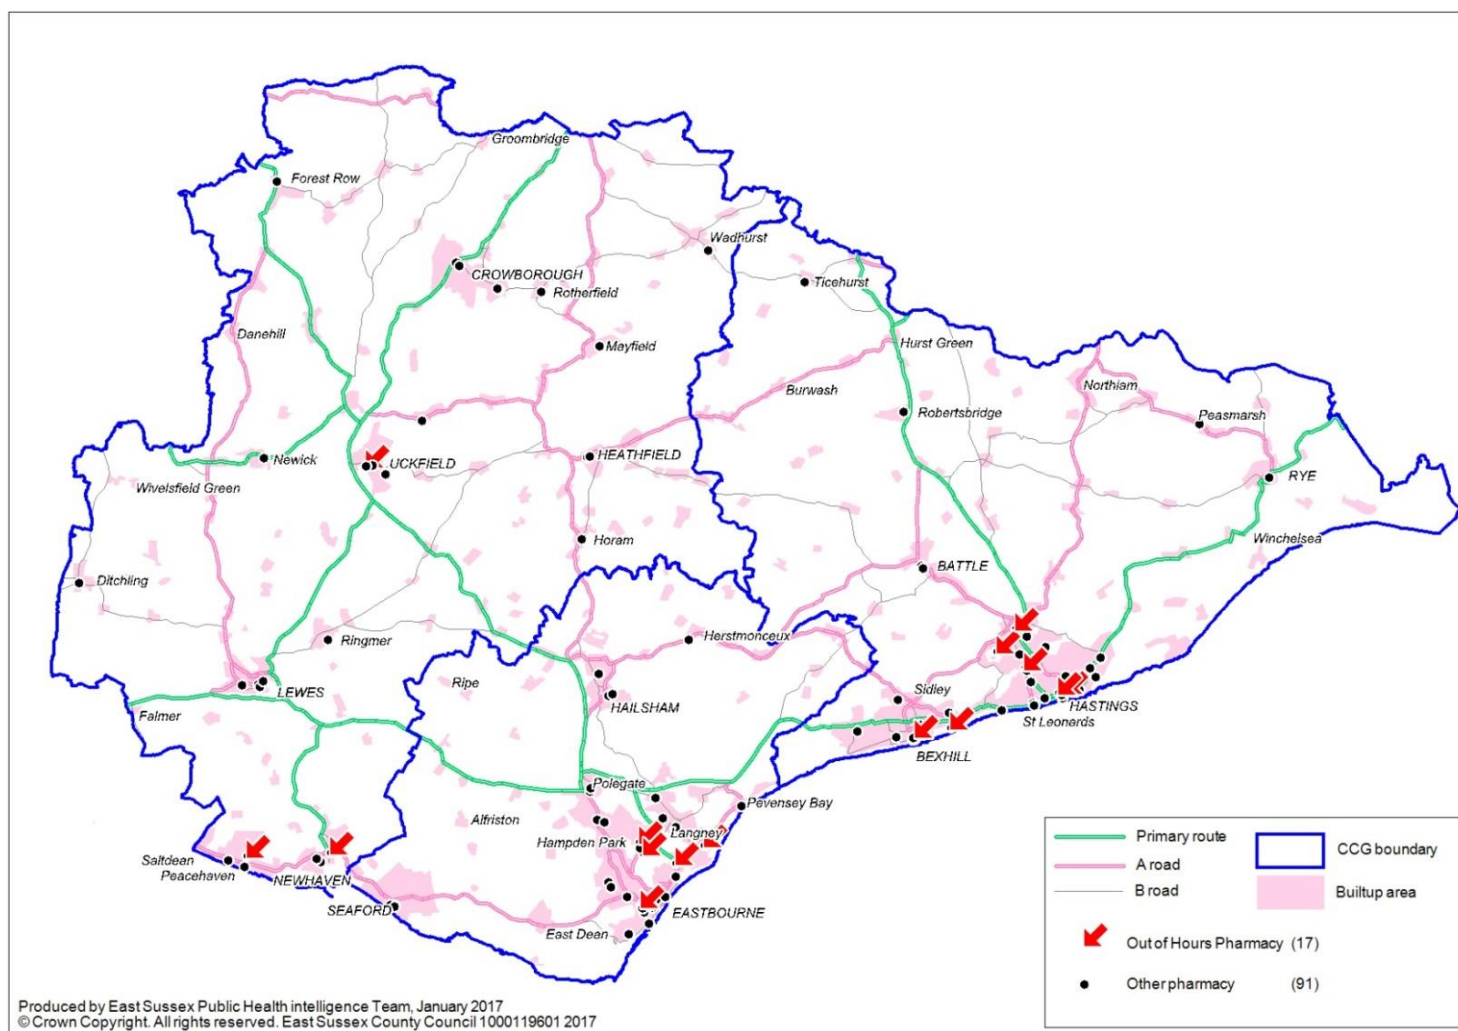 Groombridge
Forest Row
Wadhurst
CROWBOROUGH
Ticehurst
Rotherfield
Danehill
Hurst Green
Mayfield
Burwash
Northiam
Robertsbridge
Peasmarsh
Newick
UCKFIELD
HEATHFIELD
RYE
Wivelsfield Green
Horam
Winchelsea
Ditchling
BATTLE
Ringmer
Herstmonceux
Ripe
LEWES
Sidley
HAILSHAM
HASTINGS
Falmer
St Leonards
BEXHILL
Polegate
Pevensey Bay
Alfriston
Langney
Hampden Park
Saltdean
Peacehaven
NEWHAVEN
SEAFORD
EASTBOURNE
East Dean
Primary route
CCG boundary
A road
B road
Builtup area
Out of Hours Pharmacy (17)
Other pharmacy (91)
Produced by East Sussex Public Health intelligence Team, January 2017
© Crown Copyright. All rights reserved. East Sussex County Council 1000119601 2017